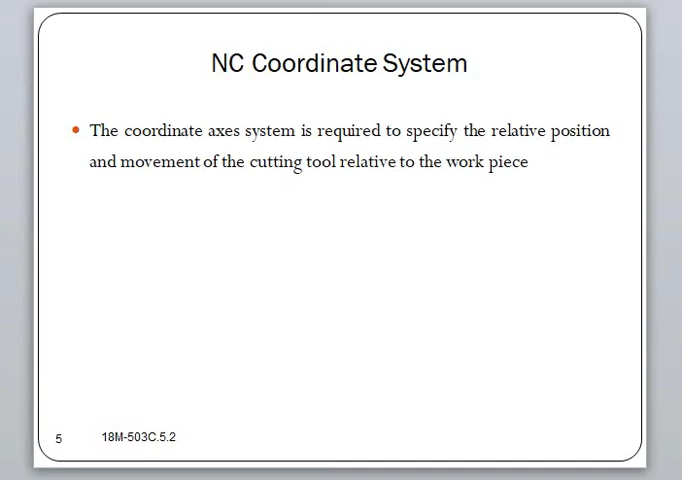 NC Coordinate System
• The coordinate axes system is required to specify the relative position
and movement of the cutting tool relative to the work piece
5 18M-503C.5.2